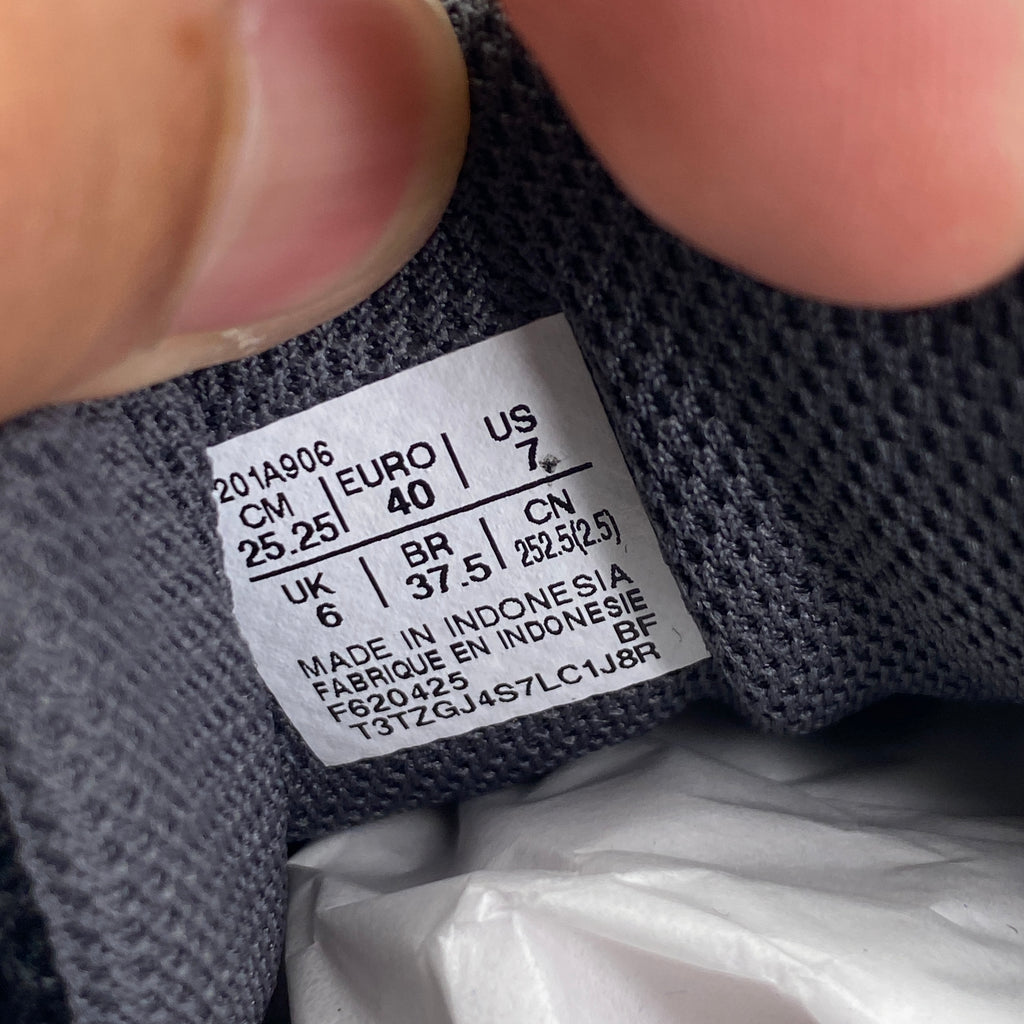 201A906
CM | EURO | US
25.25 | 40 | 7
UK | BR | CN
6 | 37.5 | 252.5(2.5)
MADE IN INDONESIA
FABRIQUE EN INDONESIE
F620425 BF
T3TZGJ4S7LC1J8R